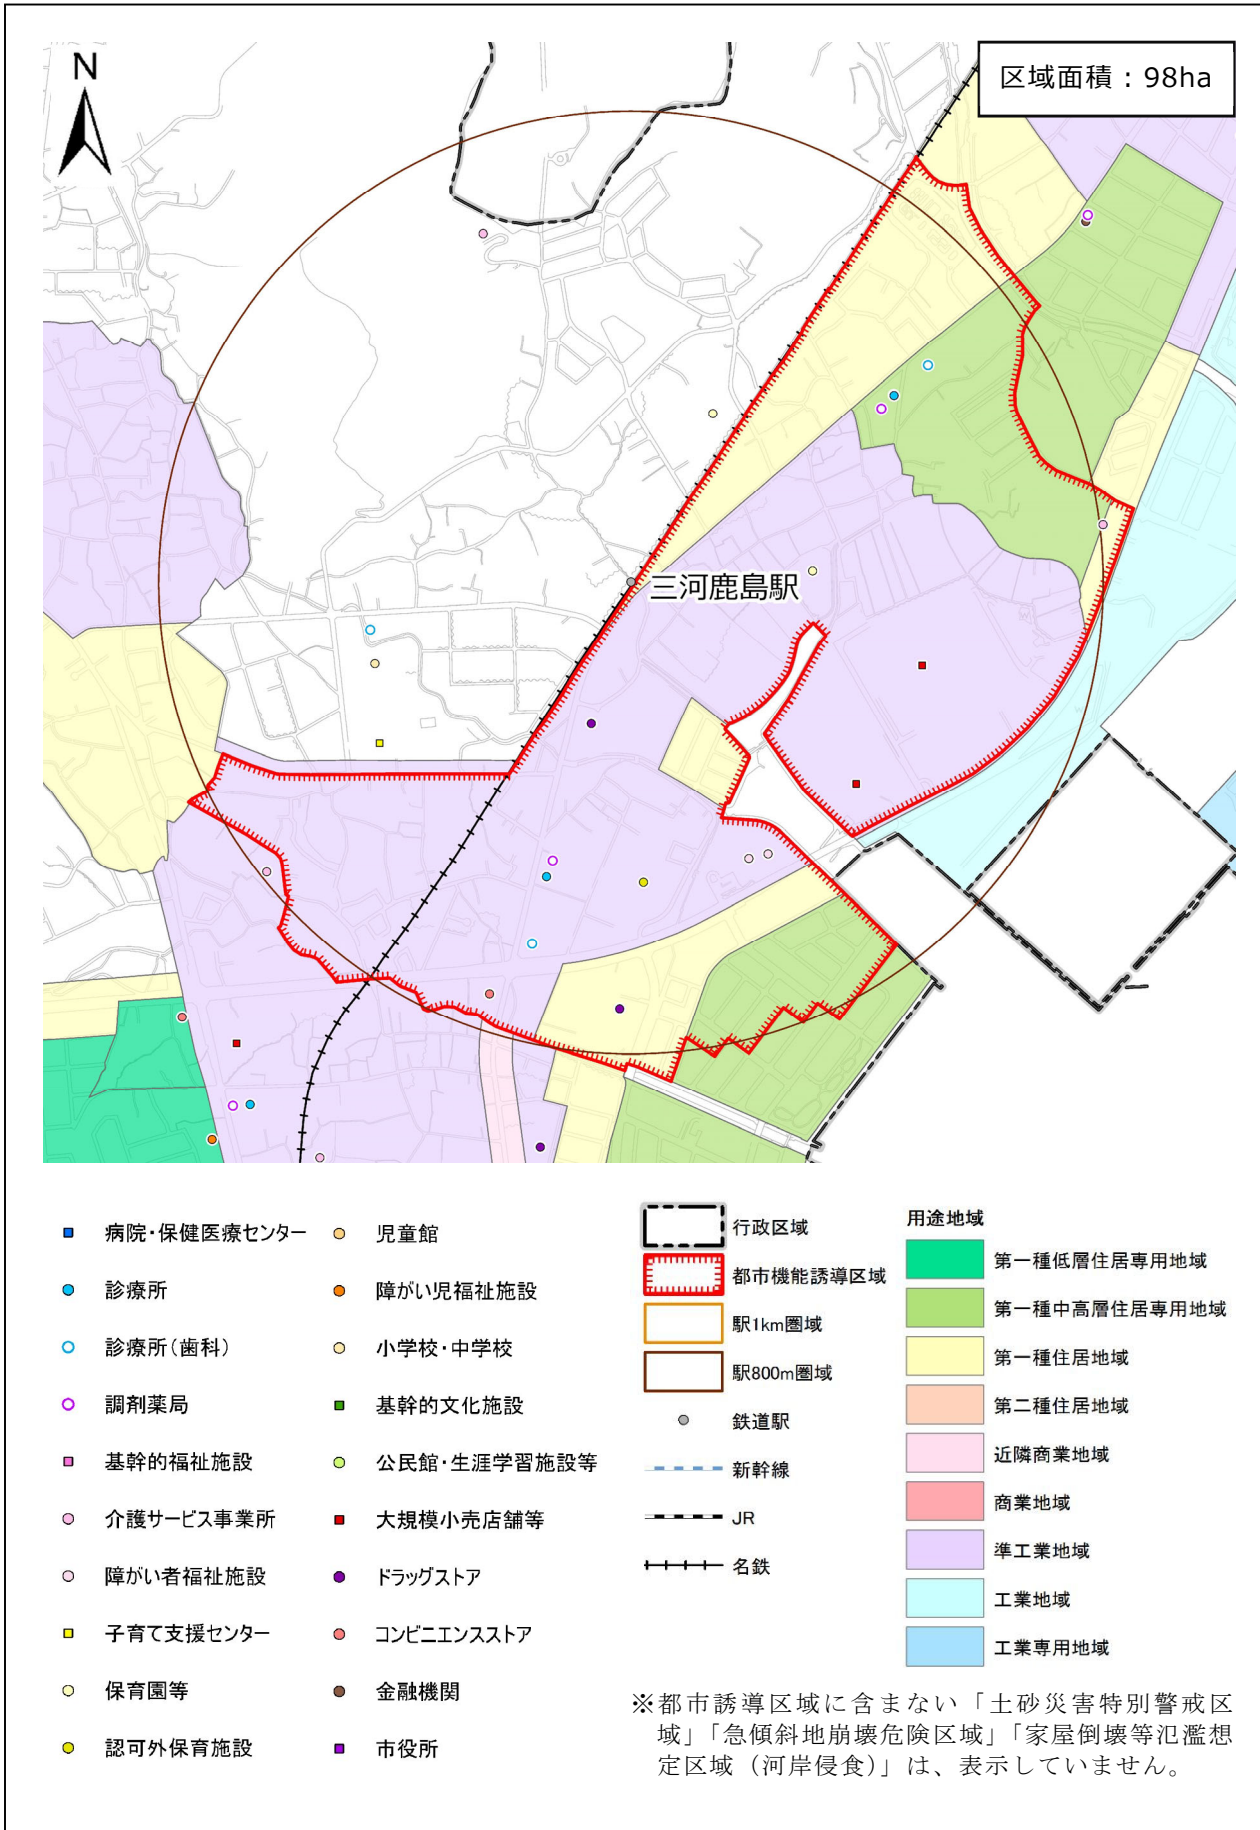 N
区域面積：98ha
三河鹿島駅
病院・保健医療センター
診療所
診療所（歯科）
調剤薬局
基幹的福祉施設
介護サービス事業所
障がい者福祉施設
子育て支援センター
保育園等
認可外保育施設
児童館
障がい児福祉施設
小学校・中学校
基幹的文化施設
公民館・生涯学習施設等
大規模小売店舗等
ドラッグストア
コンビニエンスストア
金融機関
市役所
行政区域
都市機能誘導区域
駅1km圏域
駅800m圏域
鉄道駅
新幹線
JR
名鉄
用途地域
第一種低層住居専用地域
第一種中高層住居専用地域
第一種住居地域
第二種住居地域
近隣商業地域
商業地域
準工業地域
工業地域
工業専用地域
※都市誘導区域に含まない「土砂災害特別警戒区
域」「急傾斜地崩壊危険区域」「家屋倒壊等氾濫想
定区域（河岸侵食）」は、表示していません。